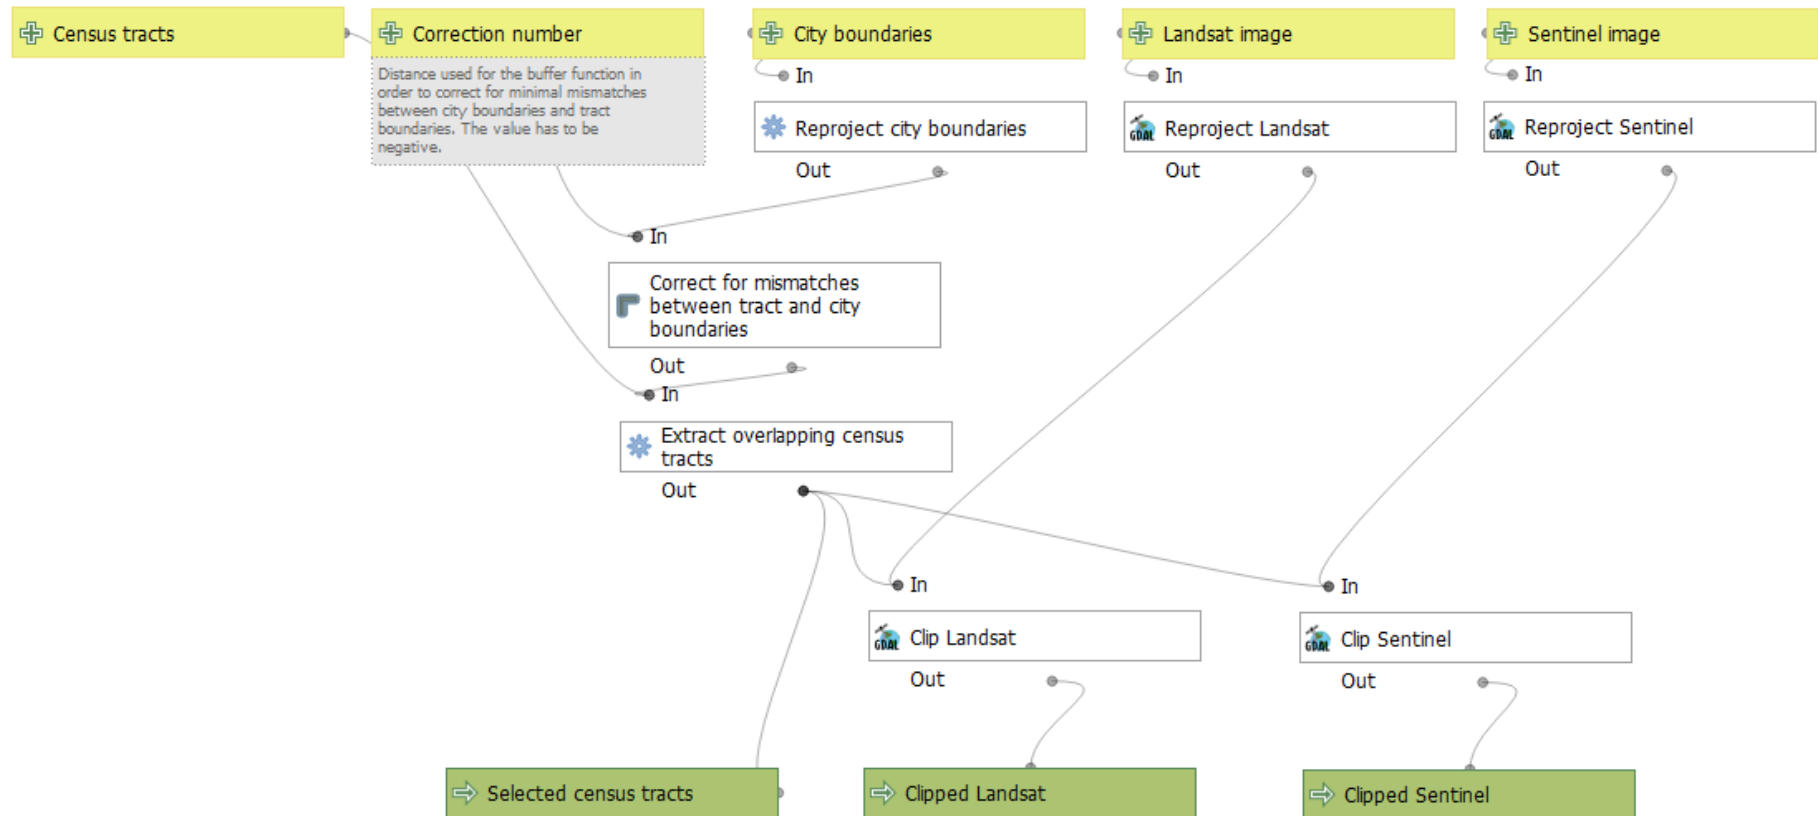 Census tracts
Correction number
City boundaries
Landsat image
Sentinel image
Distance used for the buffer function in
order to correct for minimal mismatches
between city boundaries and tract
boundaries. The value has to be
negative.
In
In
In
Reproject city boundaries
GDAL Reproject Landsat
GDAL Reproject Sentinel
Out
Out
Out
In
Correct for mismatches
between tract and city
boundaries
Out
In
Extract overlapping census
tracts
Out
In
In
GDAL Clip Landsat
GDAL Clip Sentinel
Out
Out
Selected census tracts
Clipped Landsat
Clipped Sentinel